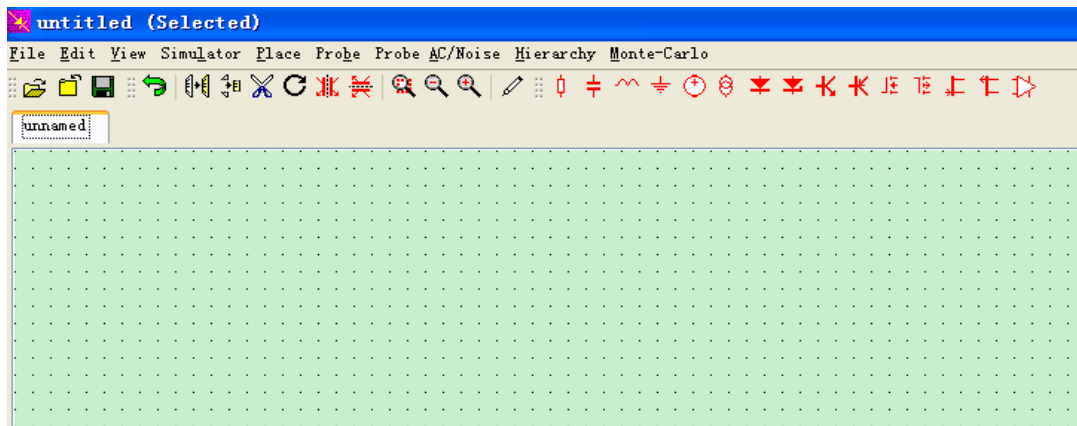 untitled (Selected)
File Edit View Simulator Place Probe Probe AC/Noise Hierarchy Monte-Carlo
unnamed